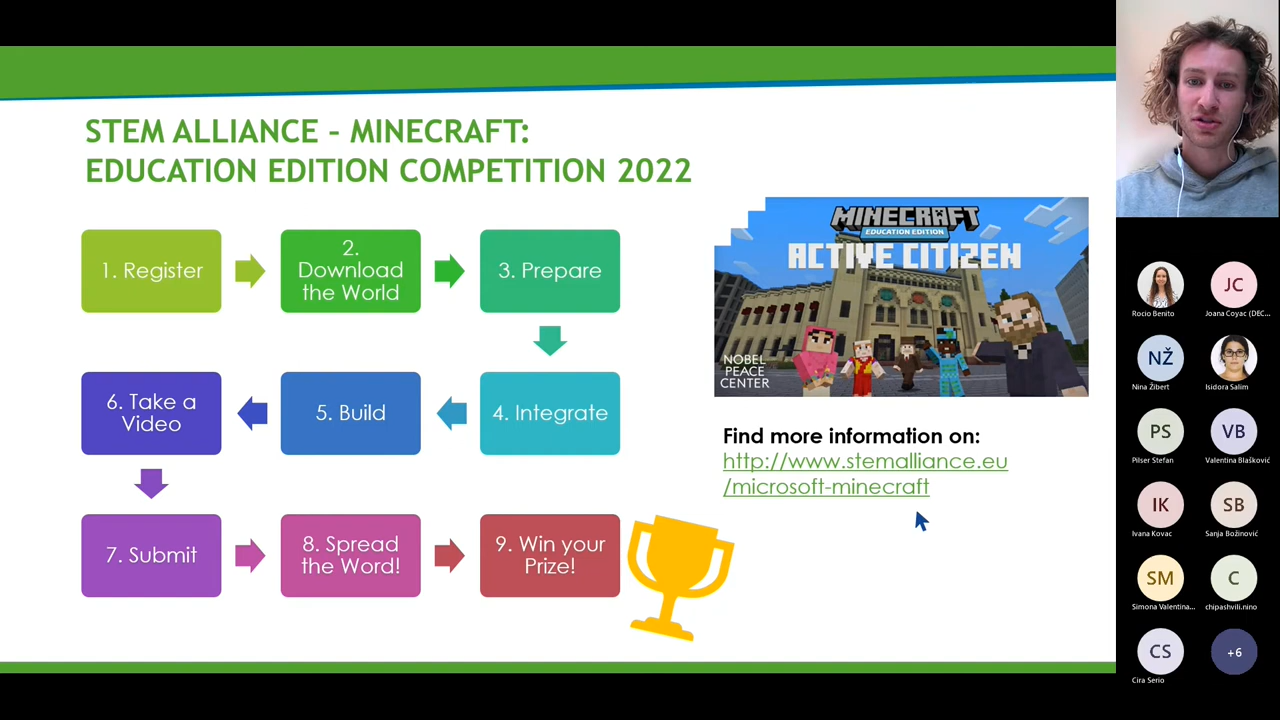 STEM ALLIANCE – MINECRAFT:
EDUCATION EDITION COMPETITION 2022
1. Register
2.
Download
the World
3. Prepare
6. Take a
Video
5. Build
4. Integrate
7. Submit
8. Spread
the Word!
9. Win your
Prize!
MINECRAFT
EDUCATION EDITION
ACTIVE CITIZEN
NOBEL
PEACE
CENTER
Find more information on:
http://www.stemalliance.eu
/microsoft-minecraft
Rocio Benito
JC
Joana Coyac (DEC...
NŽ
Nina Žibert
Isidora Salim
PS
Pilser Stefan
VB
Valentina Blašković
IK
Ivana Kovac
SB
Sanja Božinović
SM
Simona Valentina...
C
chipashvili.nino
CS
Cira Serio
+6